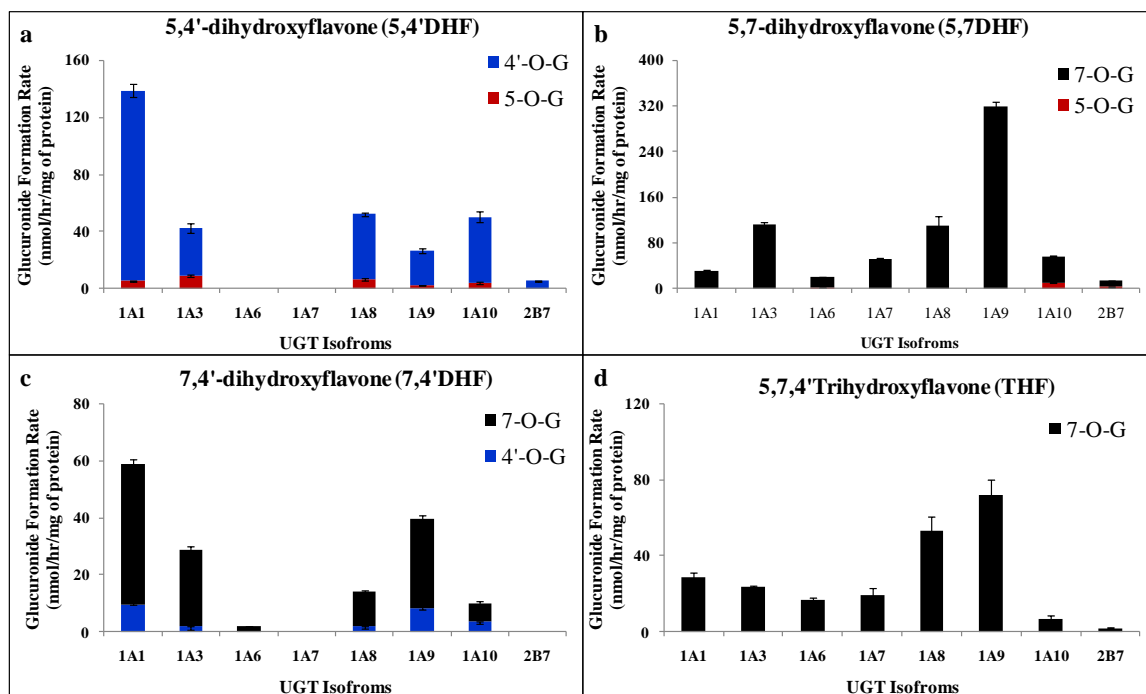 a
5,4'-dihydroxyflavone (5,4'DHF)
4'-O-G
5-O-G
Glucuronide Formation Rate
(nmol/hr/mg of protein)
160
120
80
40
0
1A1 1A3 1A6 1A7 1A8 1A9 1A10 2B7
UGT Isofroms
b
5,7-dihydroxyflavone (5,7DHF)
7-O-G
5-O-G
Glucuronide Formation Rate
(nmol/hr/mg of protein)
400
320
240
160
80
0
1A1 1A3 1A6 1A7 1A8 1A9 1A10 2B7
UGT Isofroms
c
7,4'-dihydroxyflavone (7,4'DHF)
7-O-G
4'-O-G
Glucuronide Formation Rate
(nmol/hr/mg of protein)
80
60
40
20
0
1A1 1A3 1A6 1A7 1A8 1A9 1A10 2B7
UGT Isofroms
d
5,7,4'Trihydroxyflavone (THF)
7-O-G
Glucuronide Formation Rate
(nmol/hr/mg of protein)
120
80
40
0
1A1 1A3 1A6 1A7 1A8 1A9 1A10 2B7
UGT Isofroms